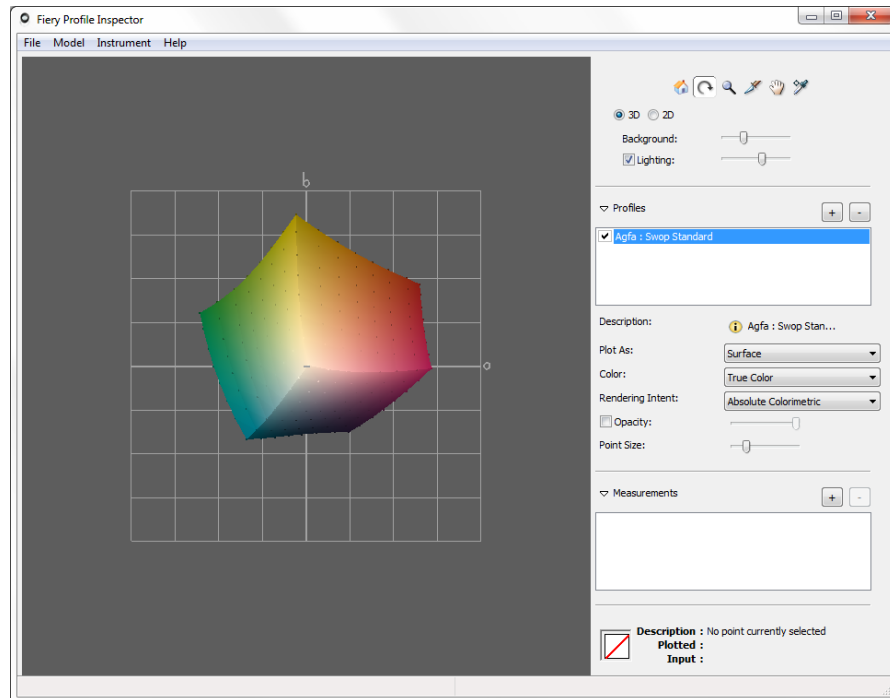 Fiery Profile Inspector
File Model Instrument Help
3D 2D
Background:
Lighting:
Profiles
+ -
Agfa : Swop Standard
Description: Agfa : Swop Stan...
Plot As: Surface
Color: True Color
Rendering Intent: Absolute Colorimetric
Opacity:
Point Size:
Measurements
+ -
Description : No point currently selected
Plotted :
Input :
b
a